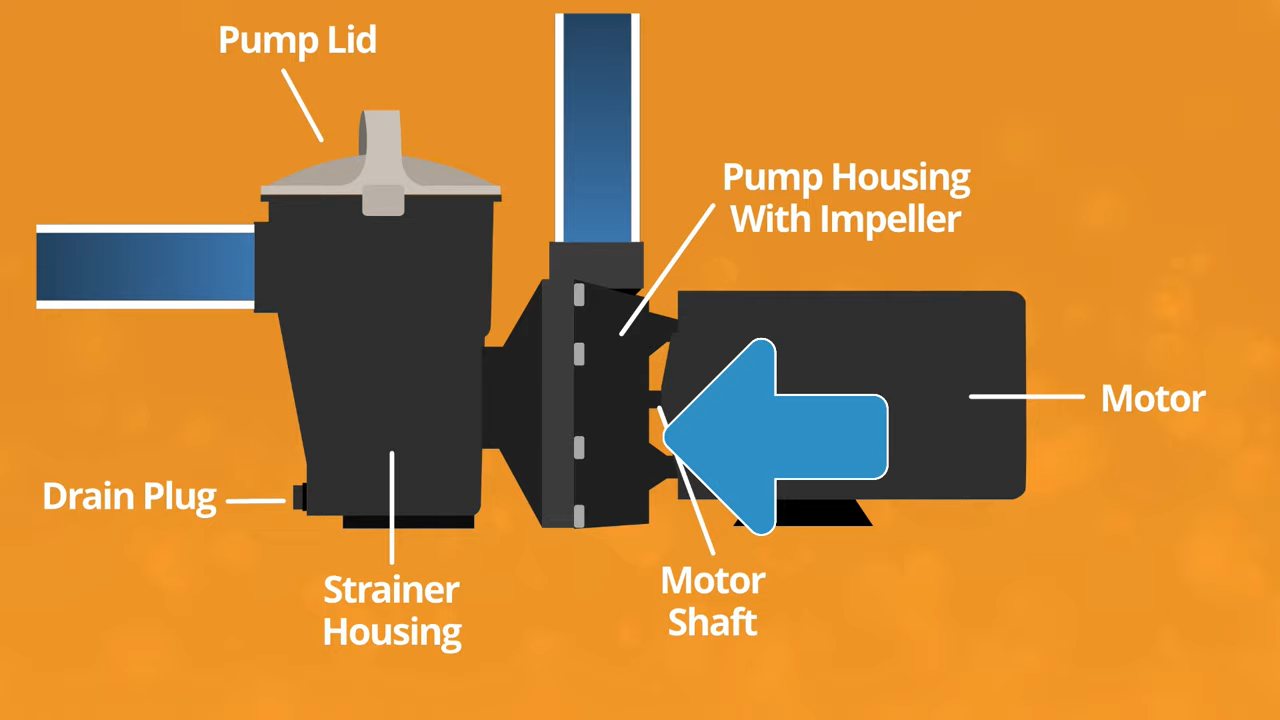 Pump Lid
Pump Housing
With Impeller
Motor
Drain Plug
Strainer
Housing
Motor
Shaft